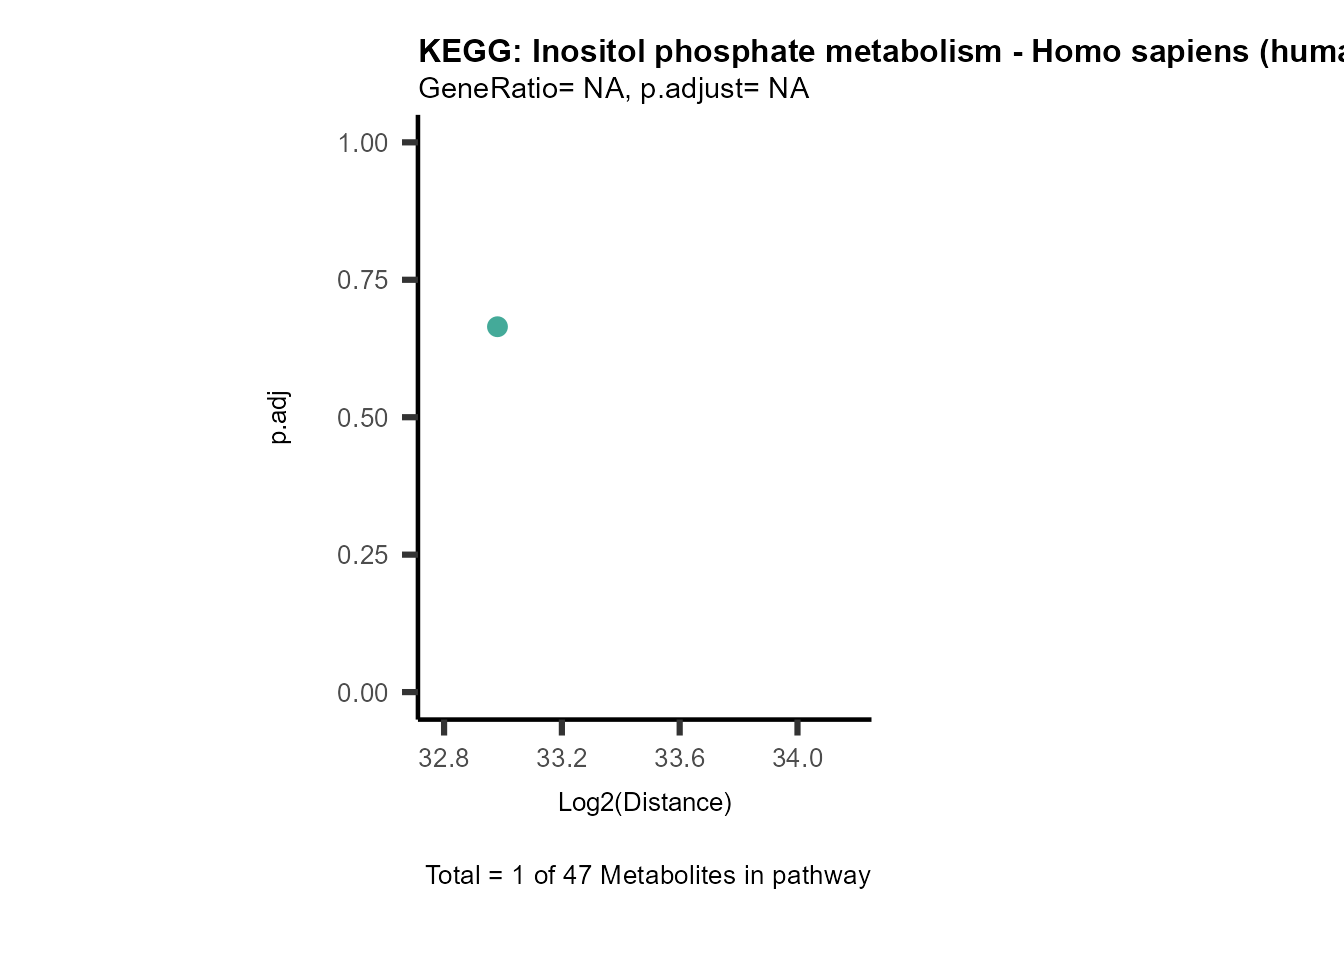 KEGG: Inositol phosphate metabolism - Homo sapiens (huma
GeneRatio= NA, p.adjust= NA
1.00
0.75
0.50
0.25
0.00
p.adj
32.8 33.2 33.6 34.0
Log2(Distance)
Total = 1 of 47 Metabolites in pathway